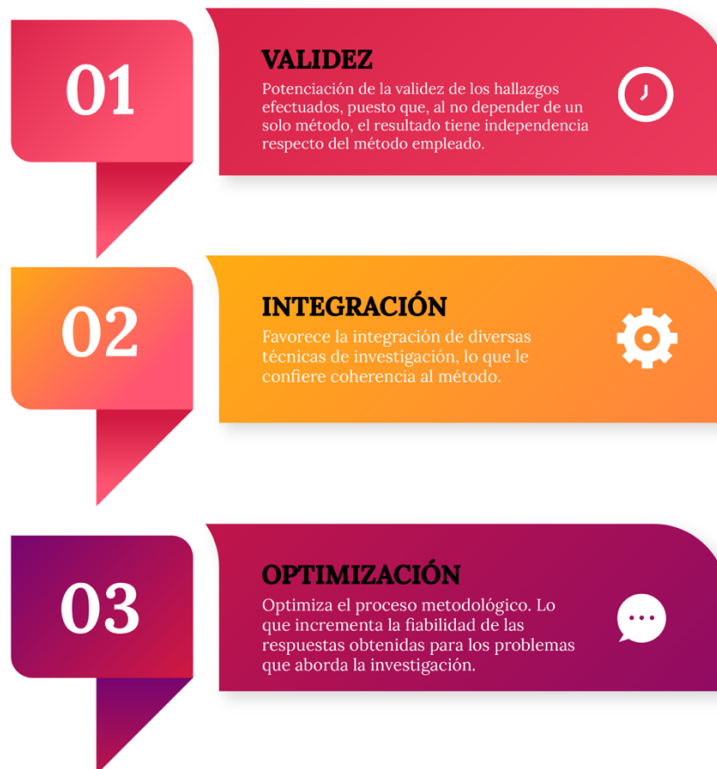 01
VALIDEZ
Potenciación de la validez de los hallazgos
efectuados, puesto que, al no depender de un
solo método, el resultado tiene independencia
respecto del método empleado.
02
INTEGRACIÓN
Favorece la integración de diversas
técnicas de investigación, lo que le
confiere coherencia al método.
03
OPTIMIZACIÓN
Optimiza el proceso metodológico. Lo
que incrementa la fiabilidad de las
respuestas obtenidas para los problemas
que aborda la investigación.